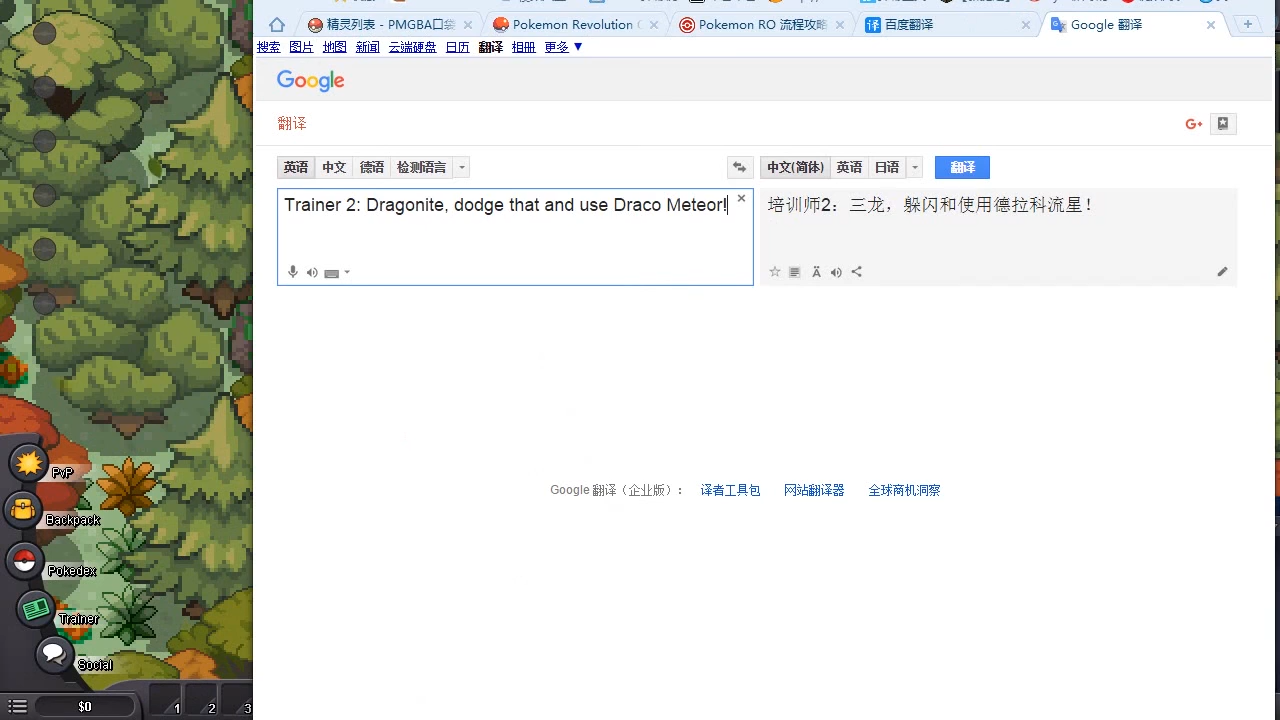 精灵列表 - PMGBA口袋
Pokemon Revolution
Pokemon RO 流程攻略
百度翻译
Google 翻译
搜索 图片 地图 新闻 云端硬盘 日历 翻译 相册 更多 ▼
Google
翻译
G+
英语 中文 德语 检测语言
中文(简体) 英语 日语 翻译
Trainer 2: Dragonite, dodge that and use Draco Meteor!
培训师2：三龙，躲闪和使用德拉科流星！
Ä
Google 翻译（企业版）： 译者工具包 网站翻译器 全球商机洞察
PvP
Backpack
Pokedex
Trainer
Social
$0
1 2 3